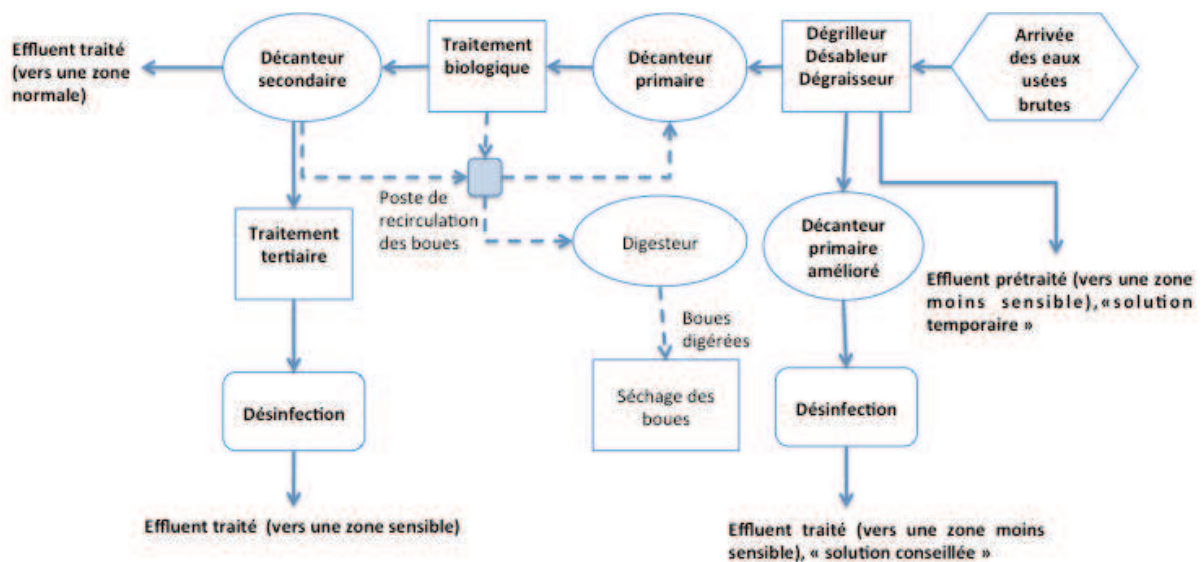 Effluent traité
(vers une zone
normale)
Décanteur
secondaire
Traitement
biologique
Décanteur
primaire
Dégrilleur
Désableur
Dégraisseur
Arrivée
des eaux
usées
brutes
Poste de
recirculation
des boues
Traitement
tertiaire
Digesteur
Décanteur
primaire
amélioré
Effluent prétraité (vers une zone
moins sensible), «solution
temporaire »
Boues
digérées
Désinfection
Séchage des
boues
Désinfection
Effluent traité (vers une zone sensible)
Effluent traité (vers une zone moins
sensible), « solution conseillée »